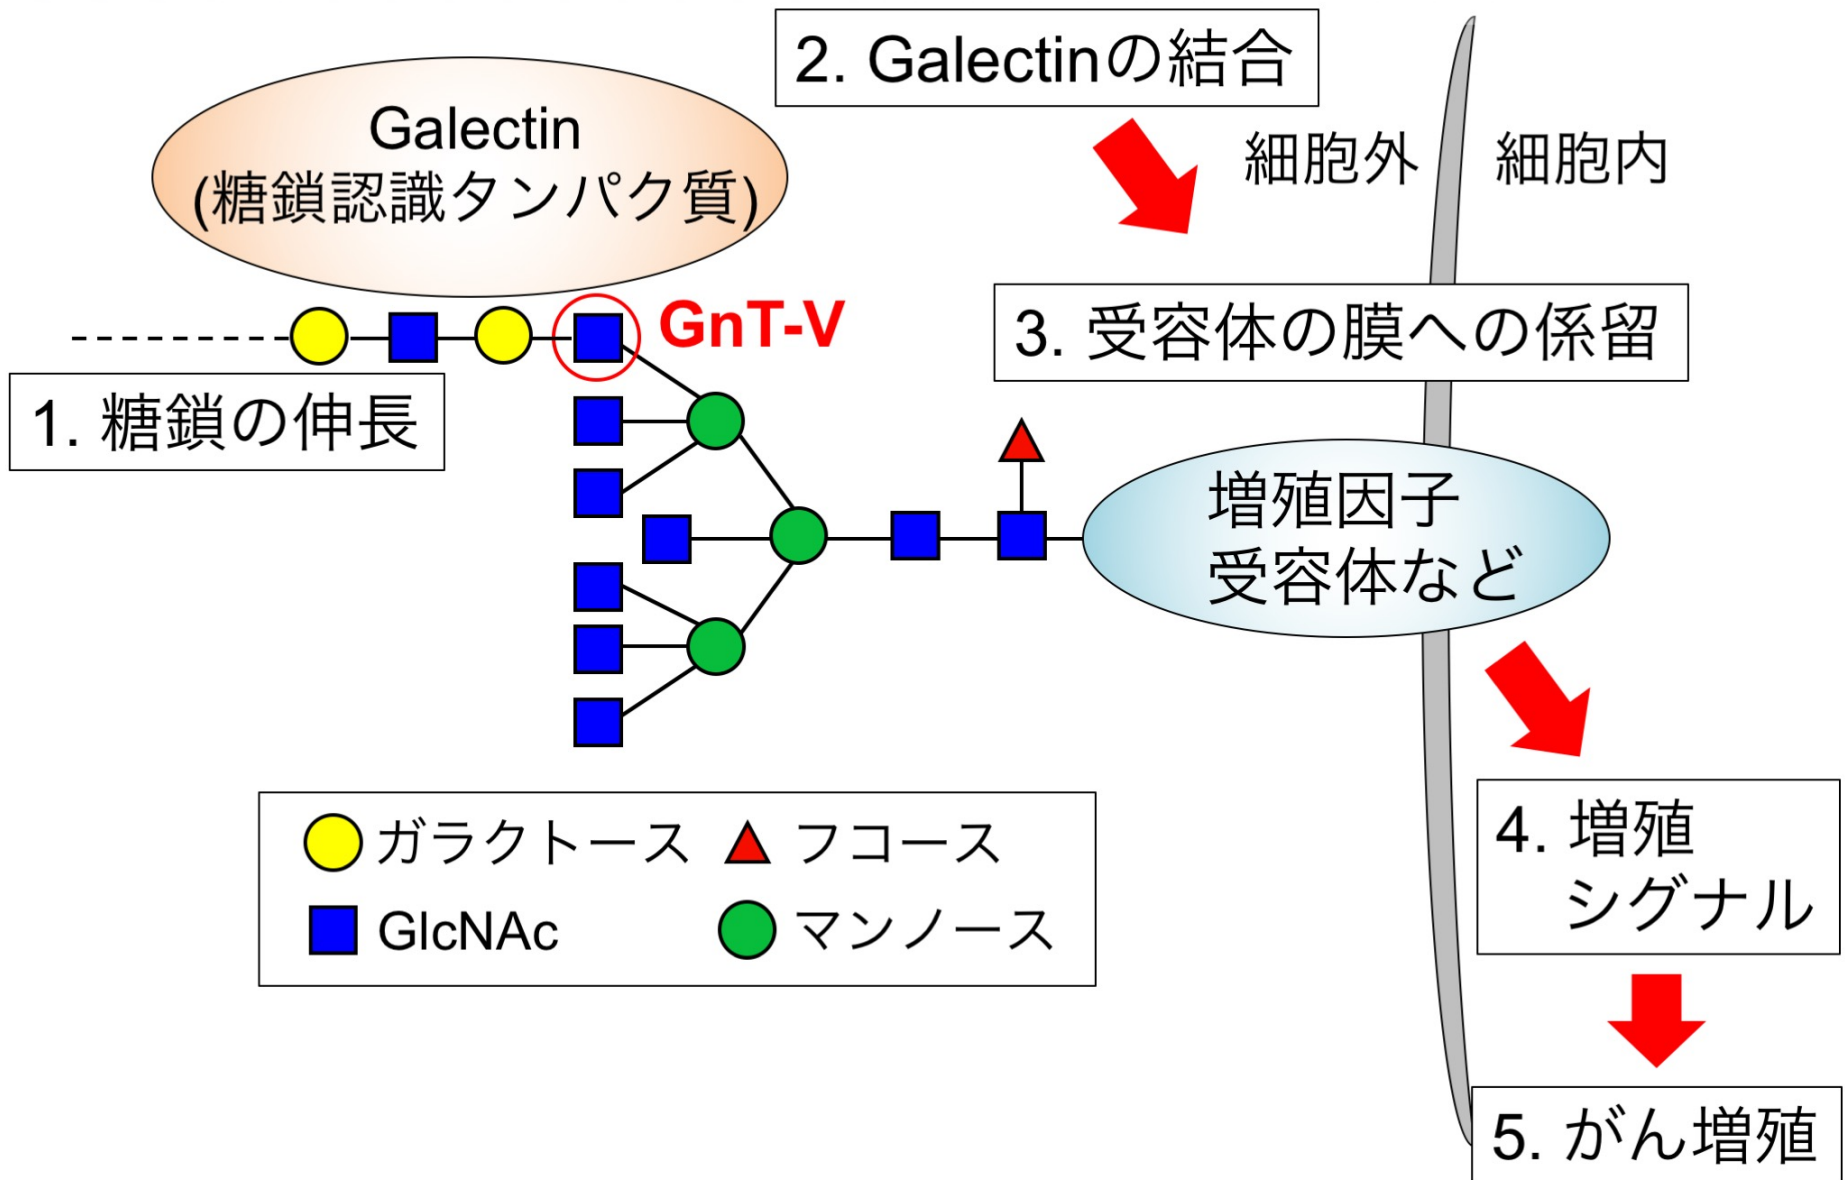 2. Galectinの結合
Galectin
(糖鎖認識タンパク質)
細胞外
細胞内
GnT-V
3. 受容体の膜への係留
1. 糖鎖の伸長
増殖因子
受容体など
ガラクトース
フコース
GlcNAc
マンノース
4. 増殖
シグナル
5. がん増殖